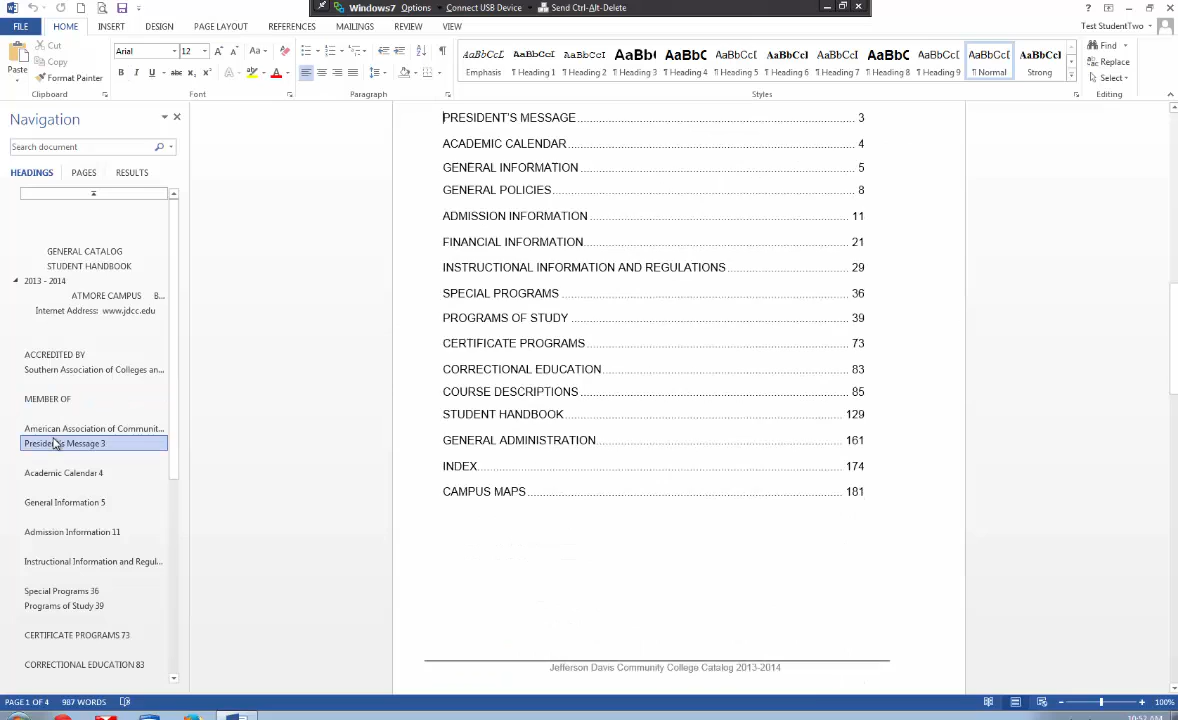 Windows7 Options Connect USB Device Send Ctrl-Alt-Delete
FILE HOME INSERT DESIGN PAGE LAYOUT REFERENCES MAILINGS REVIEW VIEW Test StudentTwo
Paste Cut Copy Format Painter
Arial 12
AaBbCcL AaBbCcI AaBbCcI AaBbC AaBbC AaBbC AaBbCcI AaBbCcI AaBbC AaBbCcI AaBbCcI AaBbCcl
Emphasis ¶ Heading 1 ¶ Heading 2 ¶ Heading 3 ¶ Heading 4 ¶ Heading 5 ¶ Heading 6 ¶ Heading 7 ¶ Heading 8 ¶ Heading 9 ¶ Normal Strong
Find
Replace
Select
Clipboard Font Paragraph Styles Editing
Navigation
Search document
HEADINGS PAGES RESULTS
GENERAL CATALOG
STUDENT HANDBOOK
2013 - 2014
ATMORE CAMPUS B...
Internet Address: www.jdcc.edu
ACCREDITED BY
Southern Association of Colleges an...
MEMBER OF
American Association of Communit...
President's Message 3
Academic Calendar 4
General Information 5
Admission Information 11
Instructional Information and Regul...
Special Programs 36
Programs of Study 39
CERTIFICATE PROGRAMS 73
CORRECTIONAL EDUCATION 83
PRESIDENT'S MESSAGE 3
ACADEMIC CALENDAR 4
GENERAL INFORMATION 5
GENERAL POLICIES 8
ADMISSION INFORMATION 11
FINANCIAL INFORMATION 21
INSTRUCTIONAL INFORMATION AND REGULATIONS 29
SPECIAL PROGRAMS 36
PROGRAMS OF STUDY 39
CERTIFICATE PROGRAMS 73
CORRECTIONAL EDUCATION 83
COURSE DESCRIPTIONS 85
STUDENT HANDBOOK 129
GENERAL ADMINISTRATION 161
INDEX 174
CAMPUS MAPS 181
Jefferson Davis Community College Catalog 2013-2014
PAGE 1 OF 4 987 WORDS 100%